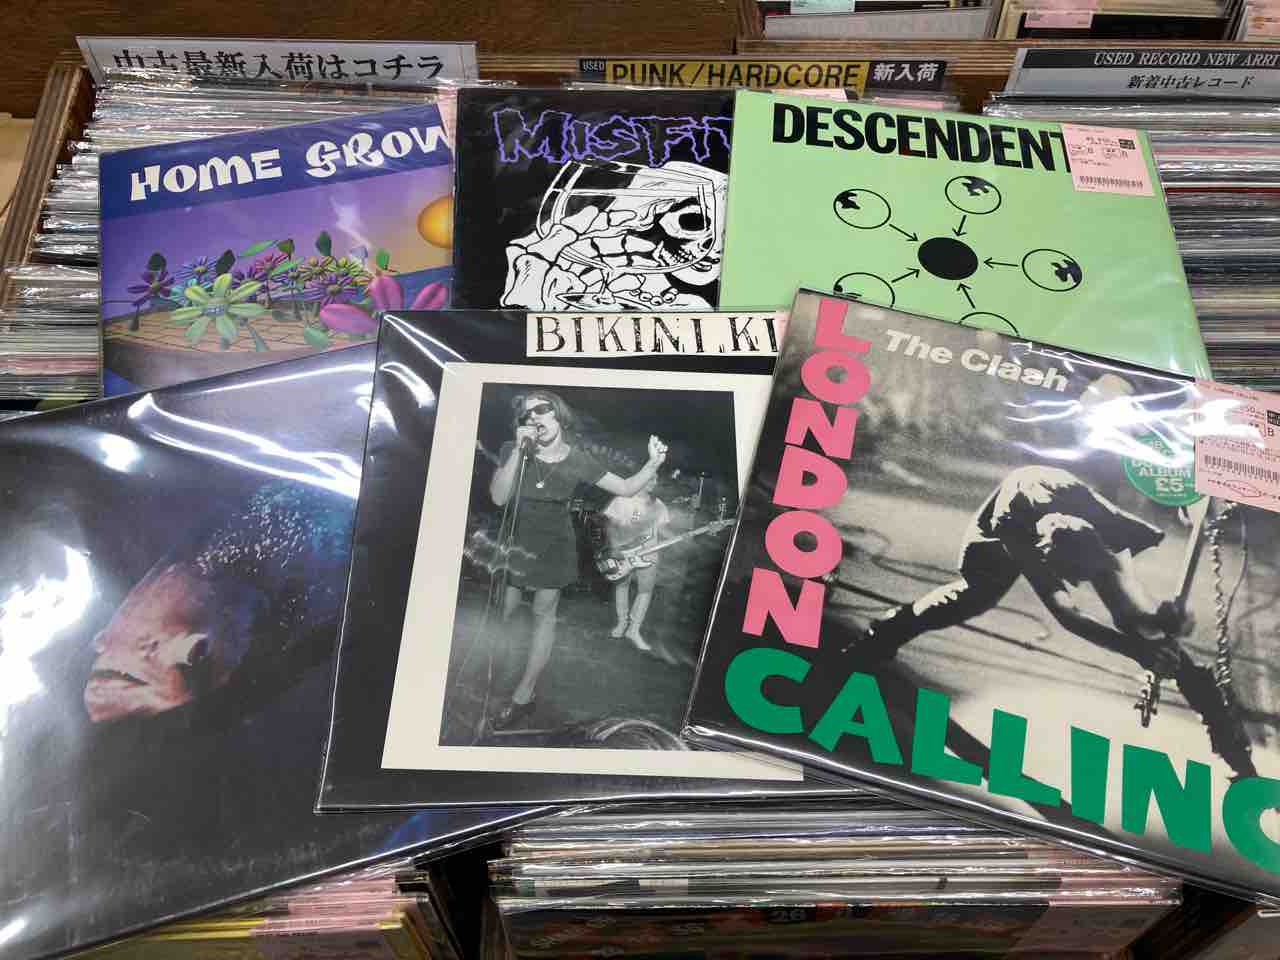 中古最新入荷はコチラ
USED PUNK/HARDCORE 新入荷
USED RECORD NEW ARRI
新着中古レコード
HOME GROW
MISFIT
DESCENDENT
BIKINI KI
The Clash
LONDON
CALLING
ALBUM
£5